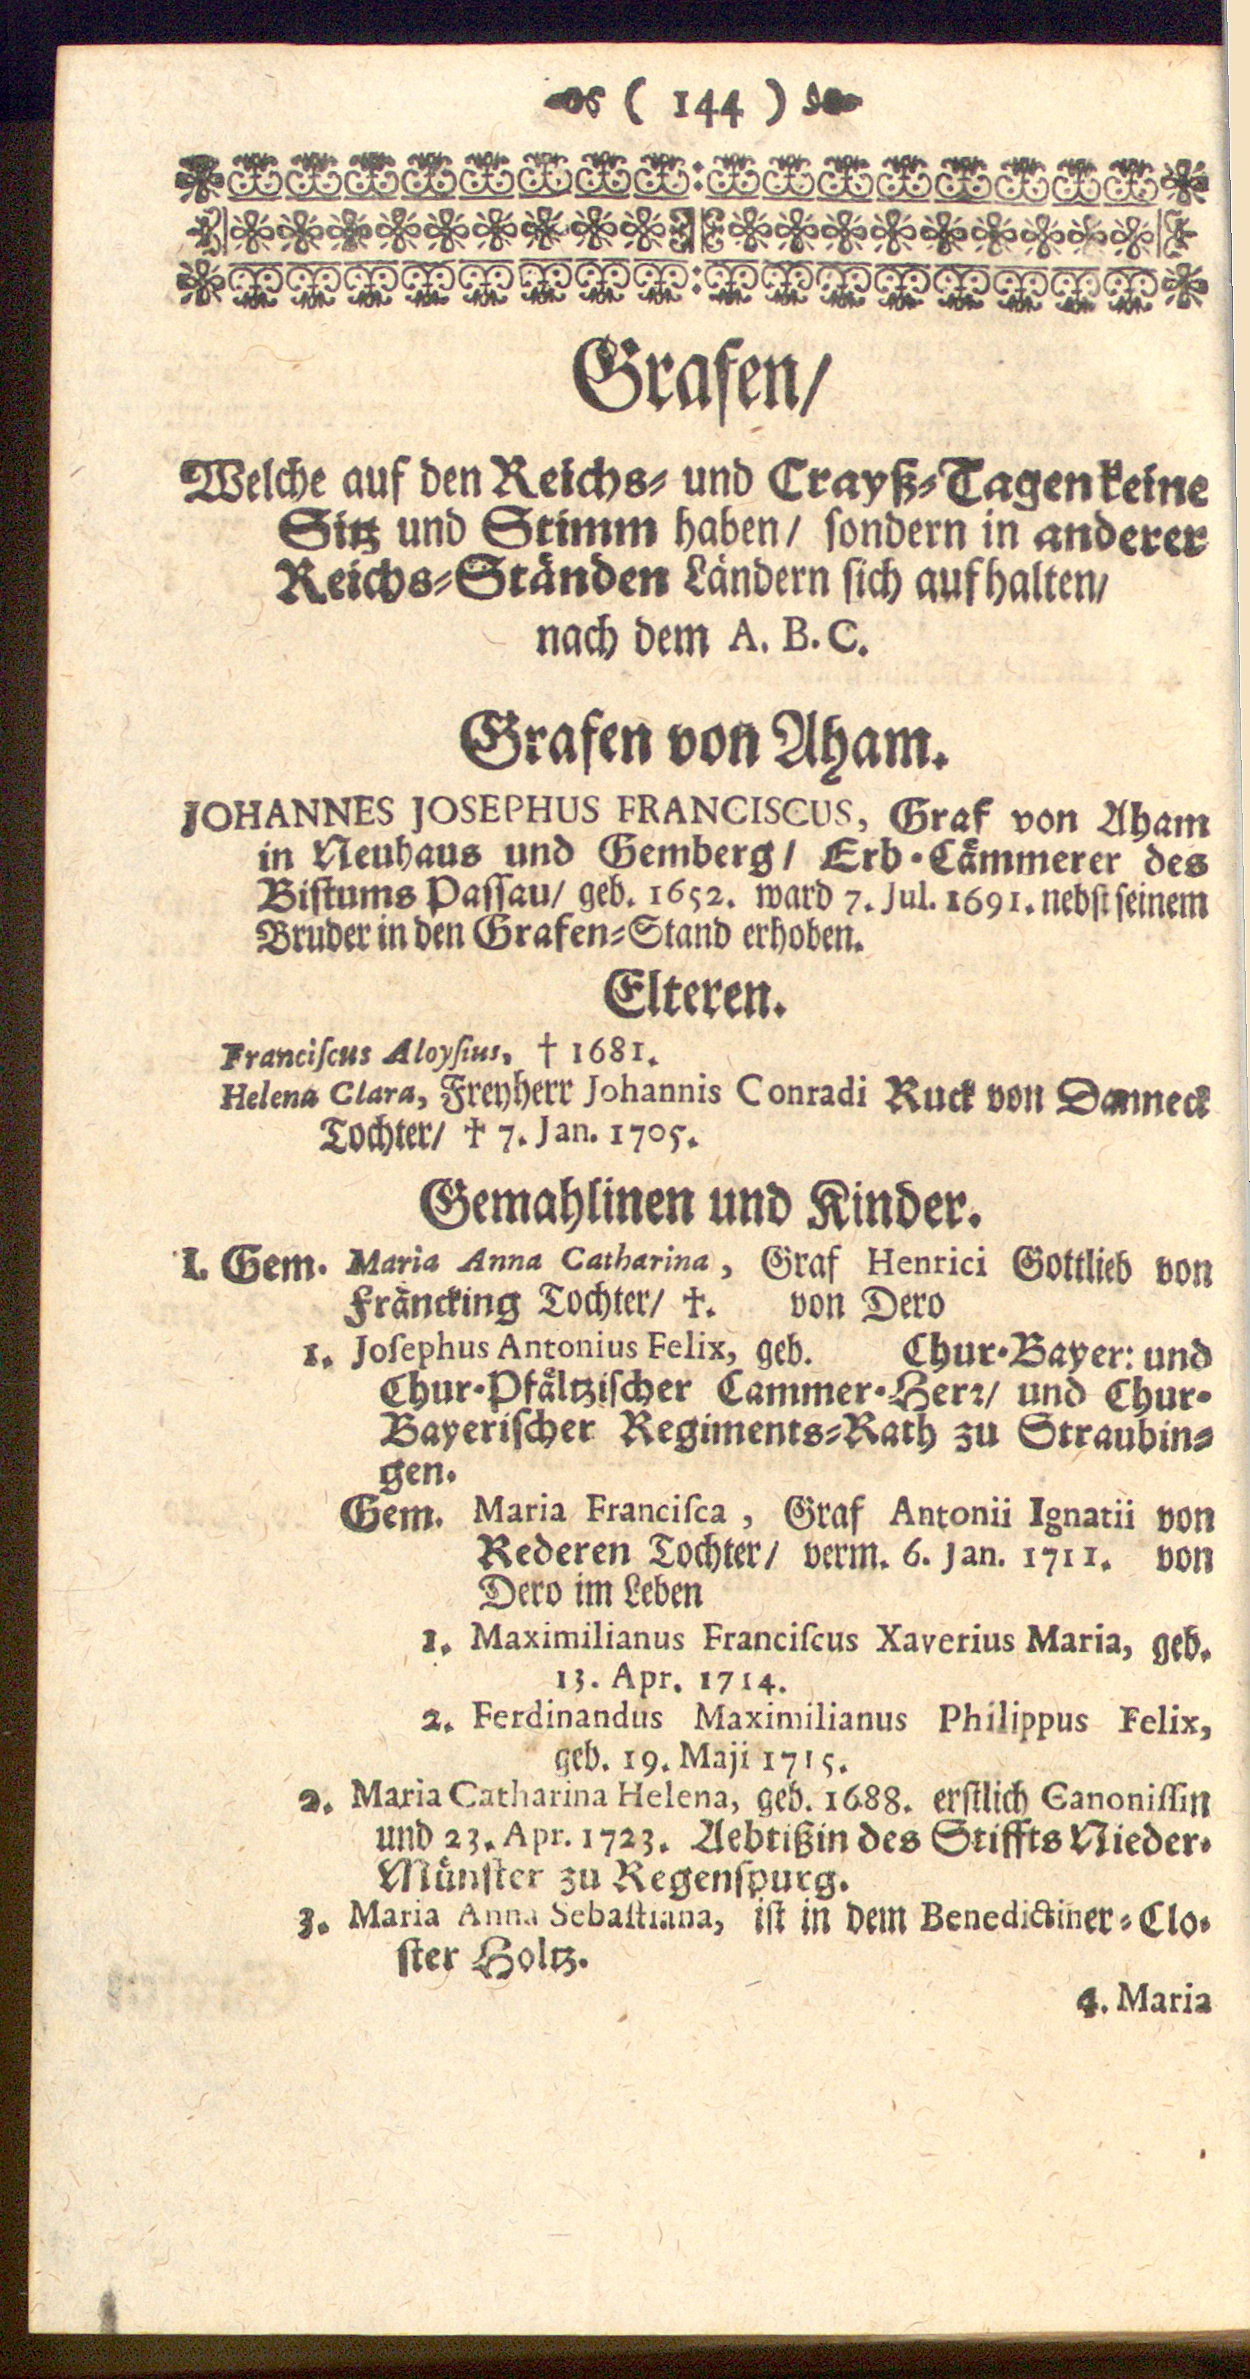 ( 144 )
Grafen/
Welche auf den Reichs- und Crayß-Tagen keine
Sitz und Stimm haben/ sondern in anderer
Reichs-Ständen Ländern sich aufhalten/
nach dem A. B. C.
Grafen von Aham.
JOHANNES JOSEPHUS FRANCISCUS, Graf von Aham
in Neuhaus und Gemberg/ Erb-Cämmerer des
Bistums Passau/ geb. 1652. ward 7. Jul. 1691. nebst seinem
Bruder in den Grafen-Stand erhoben.
Elteren.
Franciſcus Aloyſius, † 1681.
Helena Clara, Freyherr Johannis Conradi Ruck von Danneck
Tochter/ † 7. Jan. 1705.
Gemahlinen und Kinder.
I. Gem. Maria Anna Catharina, Graf Henrici Gottlieb von
Fräncking Tochter/ †. von Dero
1. Joſephus Antonius Felix, geb. Chur-Bayer: und
Chur-Pfältzischer Cammer-Herr/ und Chur-
Bayerischer Regiments-Rath zu Straubin-
gen.
Gem. Maria Franciſca, Graf Antonii Ignatii von
Rederen Tochter/ verm. 6. Jan. 1711. von
Dero im Leben
1. Maximilianus Franciſcus Xaverius Maria, geb.
13. Apr. 1714.
2. Ferdinandus Maximilianus Philippus Felix,
geb. 19. Maji 1715.
2. Maria Catharina Helena, geb. 1688. erstlich Canoniſſin
und 23. Apr. 1723. Aebtißin des Stiffts Nieder-
Münster zu Regenspurg.
3. Maria Anna Sebaſtiana, ist in dem Benedictiner-Clo-
ster Holtz.
4. Maria